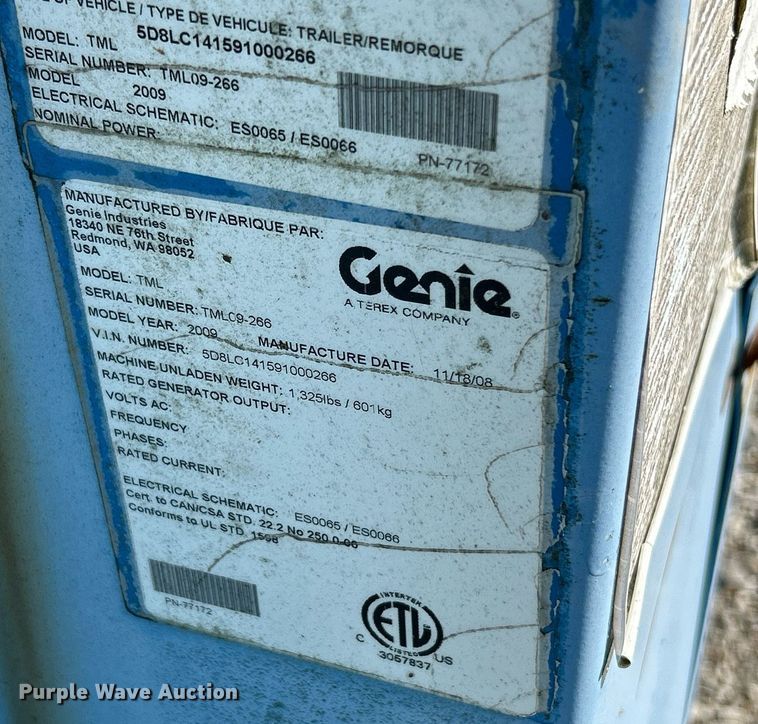 VEHICLE / TYPE DE VEHICULE: TRAILER/REMORQUE
MODEL: TML 5D8LC141591000266
SERIAL NUMBER: TML09-266
MODEL 2009
ELECTRICAL SCHEMATIC: ES0065 / ES0066
NOMINAL POWER:
PN-77172
MANUFACTURED BY/FABRIQUE PAR:
Genie Industries
18340 NE 76th Street
Redmond, WA 98052
USA
Genie
A TEREX COMPANY
MODEL: TML
SERIAL NUMBER: TML09-266
MODEL YEAR: 2009 MANUFACTURE DATE: 11/18/08
V.I.N. NUMBER: 5D8LC141591000266
MACHINE UNLADEN WEIGHT: 1,325lbs / 601kg
RATED GENERATOR OUTPUT:
VOLTS AC:
FREQUENCY
PHASES:
RATED CURRENT:
ELECTRICAL SCHEMATIC: ES0065 / ES0066
Cert. to CAN/CSA STD. 22.2 No 250.0-06
Conforms to UL STD. 1598
PN-77172
INTERTEK
ETL
LISTED
C US
3057837
Purple Wave Auction